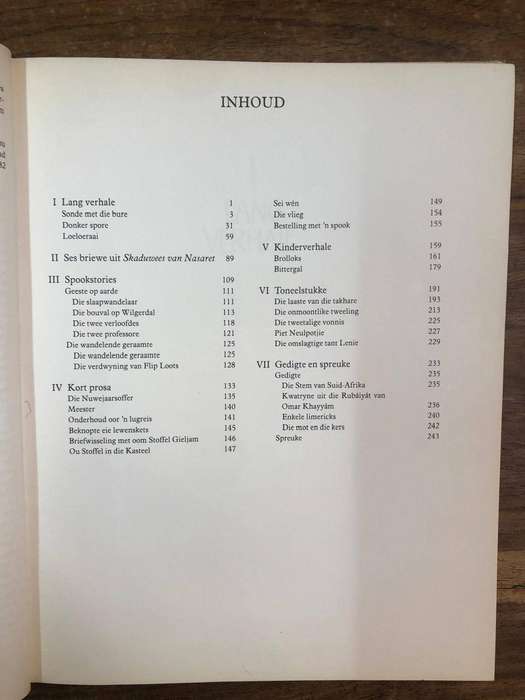 INHOUD
I Lang verhale 1
Sonde met die bure 3
Donker spore 31
Loeloeraai 59
II Ses briewe uit Skaduwees van Nasaret 89
III Spookstories 109
Geeste op aarde 111
Die slaapwandelaar 111
Die bouval op Wilgerdal 113
Die twee verloofdes 118
Die twee professore 121
Die wandelende geraamte 125
Die wandelende geraamte 125
Die verdwyning van Flip Loots 128
IV Kort prosa 133
Die Nuwejaarsoffer 135
Meester 140
Onderhoud oor 'n lugreis 141
Beknopte eie lewenskets 145
Briefwisseling met oom Stoffel Gieljam 146
Ou Stoffel in die Kasteel 147
Sei wén 149
Die vlieg 154
Bestelling met 'n spook 155
V Kinderverhale 159
Brolloks 161
Bittergal 179
VI Toneelstukke 191
Die laaste van die takhare 193
Die onmoontlike tweeling 213
Die tweetalige vonnis 225
Piet Neulpotjie 227
Die omslagtige tant Lenie 229
VII Gedigte en spreuke 233
Gedigte 235
Die Stem van Suid-Afrika 235
Kwatryne uit die Rubáiyát van
Omar Khayyám 236
Enkele limericks 240
Die mot en die kers 242
Spreuke 243